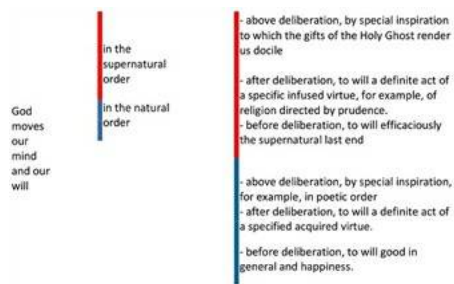 God
moves
our
mind
and our
will
in the
supernatural
order
in the natural
order
- above deliberation, by special inspiration
to which the gifts of the Holy Ghost render
us docile
- after deliberation, to will a definite act of
a specific infused virtue, for example, of
religion directed by prudence.
- before deliberation, to will efficaciously
the supernatural last end
- above deliberation, by special inspiration,
for example, in poetic order
- after deliberation, to will a definite act of
a specified acquired virtue.
- before deliberation, to will good in
general and happiness.